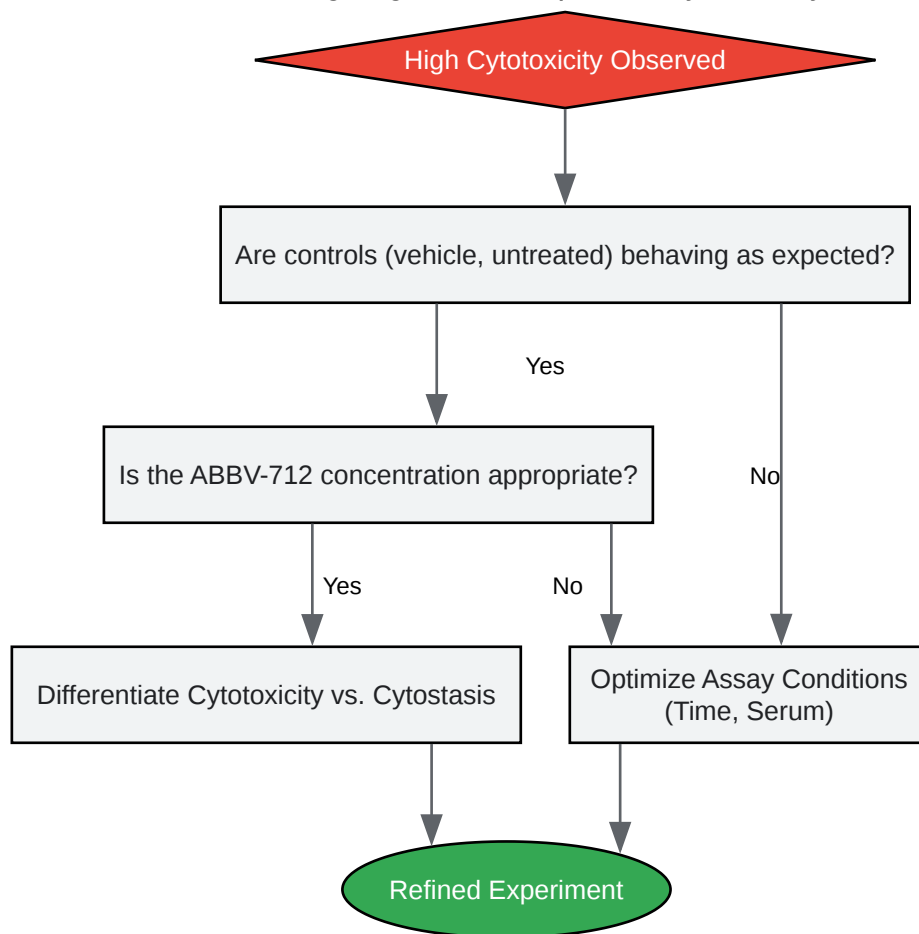 High Cytotoxicity Observed
Are controls (vehicle, untreated) behaving as expected?
Yes
Is the ABBV-712 concentration appropriate?
No
Yes
No
Differentiate Cytotoxicity vs. Cytostasis
Optimize Assay Conditions
(Time, Serum)
Refined Experiment